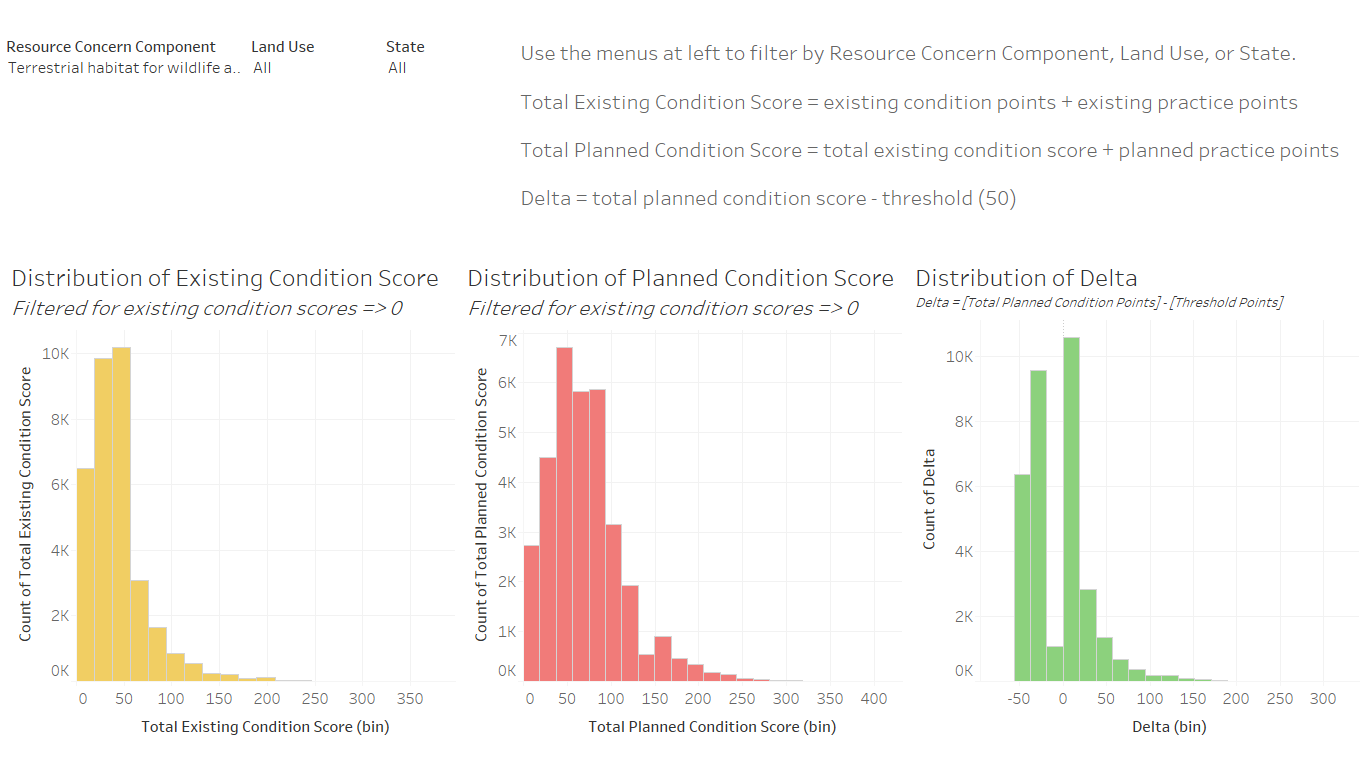 Resource Concern Component Land Use State
Terrestrial habitat for wildlife a.. All All
Use the menus at left to filter by Resource Concern Component, Land Use, or State.
Total Existing Condition Score = existing condition points + existing practice points
Total Planned Condition Score = total existing condition score + planned practice points
Delta = total planned condition score - threshold (50)
Distribution of Existing Condition Score
Filtered for existing condition scores => 0
Count of Total Existing Condition Score
10K
8K
6K
4K
2K
0K
0 50 100 150 200 250 300 350
Total Existing Condition Score (bin)
Distribution of Planned Condition Score
Filtered for existing condition scores => 0
Count of Total Planned Condition Score
7K
6K
5K
4K
3K
2K
1K
0K
0 50 100 150 200 250 300 350 400
Total Planned Condition Score (bin)
Distribution of Delta
Delta = [Total Planned Condition Points] - [Threshold Points]
Count of Delta
10K
8K
6K
4K
2K
0K
-50 0 50 100 150 200 250 300
Delta (bin)